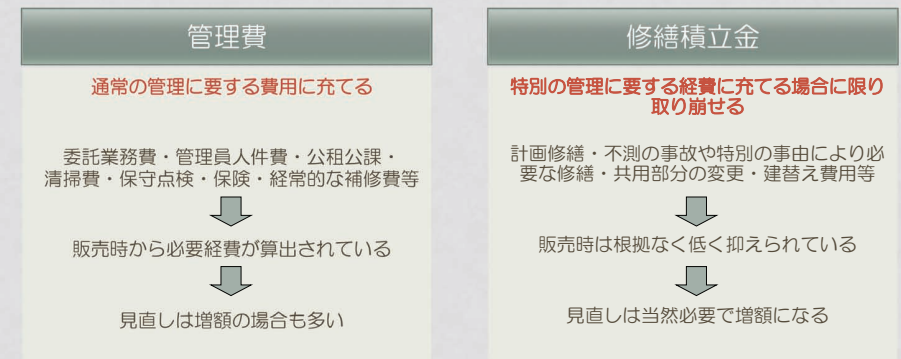 管理費
通常の管理に要する費用に充てる
委託業務費・管理員人件費・公租公課・
清掃費・保守点検・保険・経常的な補修費等
販売時から必要経費が算出されている
見直しは増額の場合も多い
修繕積立金
特別の管理に要する経費に充てる場合に限り
取り崩せる
計画修繕・不測の事故や特別の事由により必
要な修繕・共用部分の変更・建替え費用等
販売時は根拠なく低く抑えられている
見直しは当然必要で増額になる